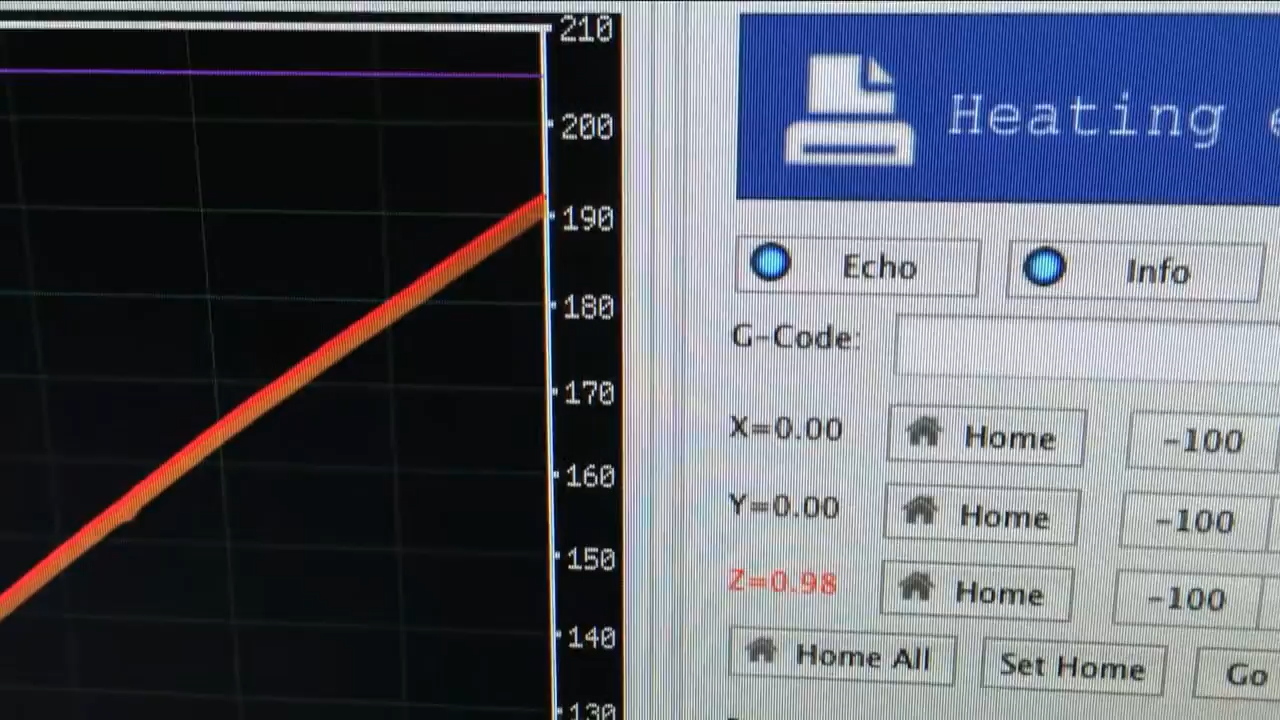 210
200
190
180
170
160
150
140
130
Heating
Echo Info
G-Code:
X=0.00 Home -100
Y=0.00 Home -100
Z=0.98 Home -100
Home All Set Home Go